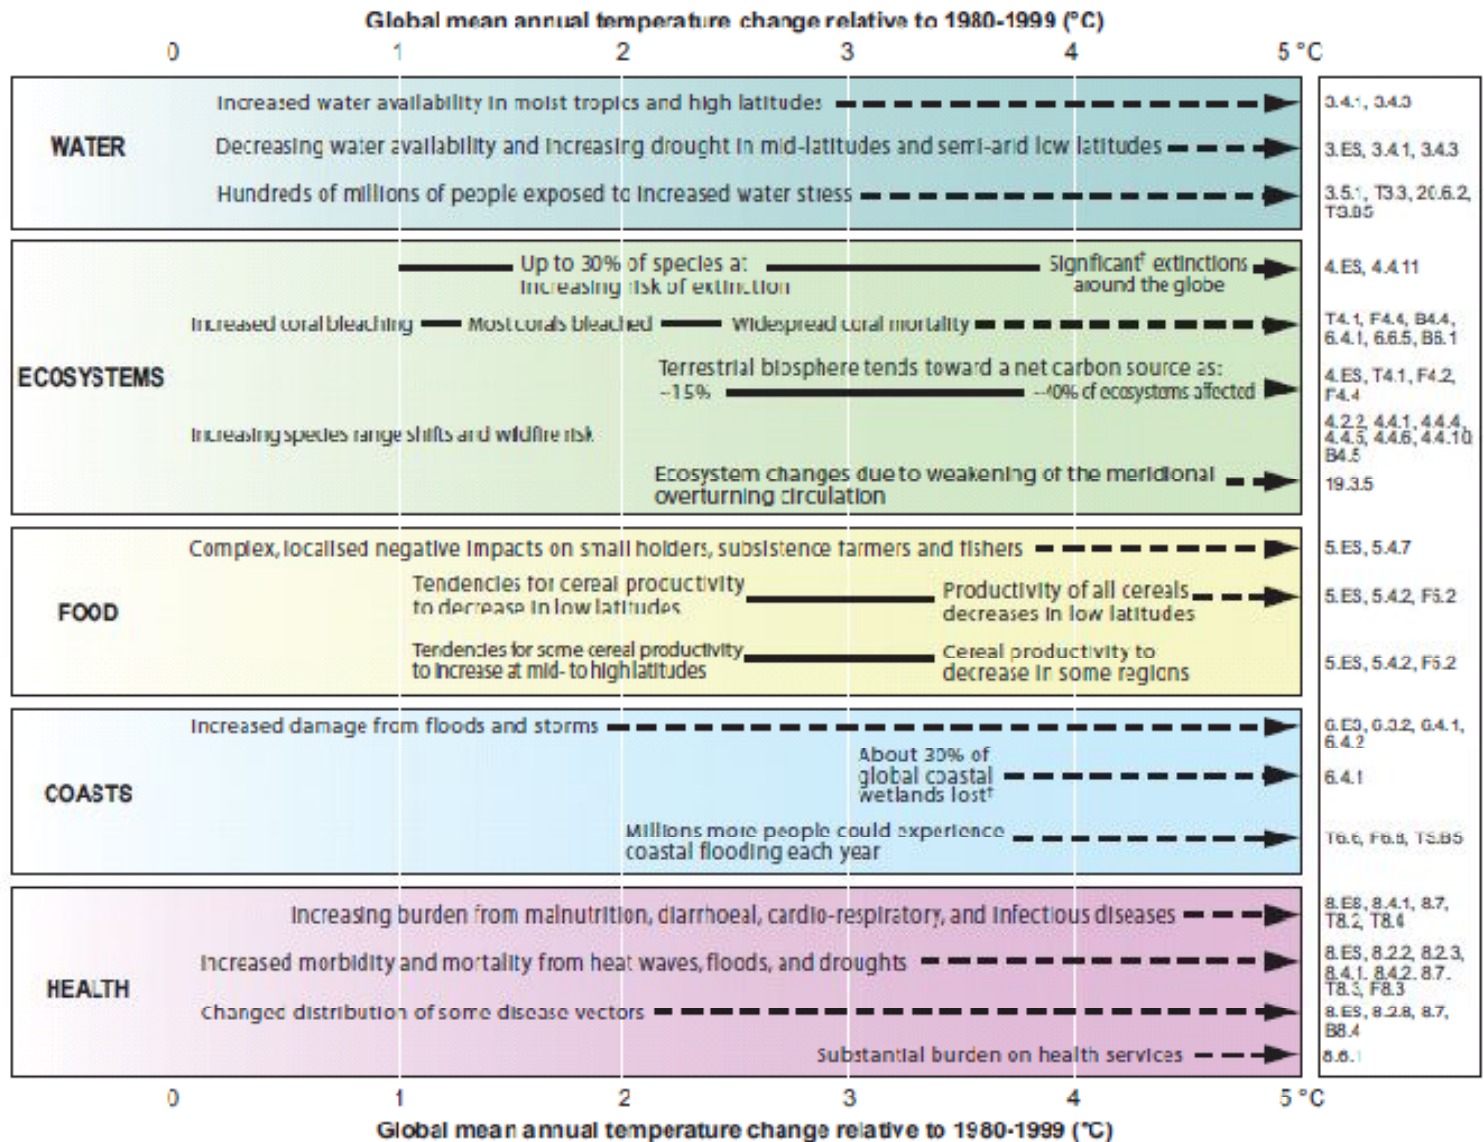 Global mean annual temperature change relative to 1980-1999 (°C)
0 1 2 3 4 5 °C
WATER
Increased water availability in moist tropics and high latitudes
3.4.1, 3.4.3
Decreasing water availability and increasing drought in mid-latitudes and semi-arid low latitudes
3.ES, 3.4.1, 3.4.3
Hundreds of millions of people exposed to increased water stress
3.5.1, T3.3, 20.6.2,
T3.B5
ECOSYSTEMS
Up to 30% of species at
increasing risk of extinction
Significant† extinctions
around the globe
4.ES, 4.4.11
Increased coral bleaching
Most corals bleached
Widespread coral mortality
T4.1, F4.4, B4.4,
6.4.1, 6.6.5, B6.1
Terrestrial biosphere tends toward a net carbon source as:
~15%
~40% of ecosystems affected
4.ES, T4.1, F4.2,
F4.4
Increasing species range shifts and wildfire risk
4.2.2, 4.4.1, 4.4.4,
4.4.5, 4.4.6, 4.4.10,
B4.5
Ecosystem changes due to weakening of the meridional
overturning circulation
19.3.5
FOOD
Complex, localised negative impacts on small holders, subsistence farmers and fishers
5.ES, 5.4.7
Tendencies for cereal productivity
to decrease in low latitudes
Productivity of all cereals
decreases in low latitudes
5.ES, 5.4.2, F5.2
Tendencies for some cereal productivity
to increase at mid- to high latitudes
Cereal productivity to
decrease in some regions
5.ES, 5.4.2, F5.2
COASTS
Increased damage from floods and storms
6.ES, 6.3.2, 6.4.1,
6.4.2
About 30% of
global coastal
wetlands lost‡
6.4.1
Millions more people could experience
coastal flooding each year
T6.6, F6.8, TS.B5
HEALTH
Increasing burden from malnutrition, diarrhoeal, cardio-respiratory, and infectious diseases
8.ES, 8.4.1, 8.7,
T8.2, T8.4
Increased morbidity and mortality from heat waves, floods, and droughts
8.ES, 8.2.2, 8.2.3,
8.4.1, 8.4.2, 8.7,
T8.3, F8.3
Changed distribution of some disease vectors
8.ES, 8.2.8, 8.7,
B8.4
Substantial burden on health services
8.6.1
0 1 2 3 4 5 °C
Global mean annual temperature change relative to 1980-1999 (°C)